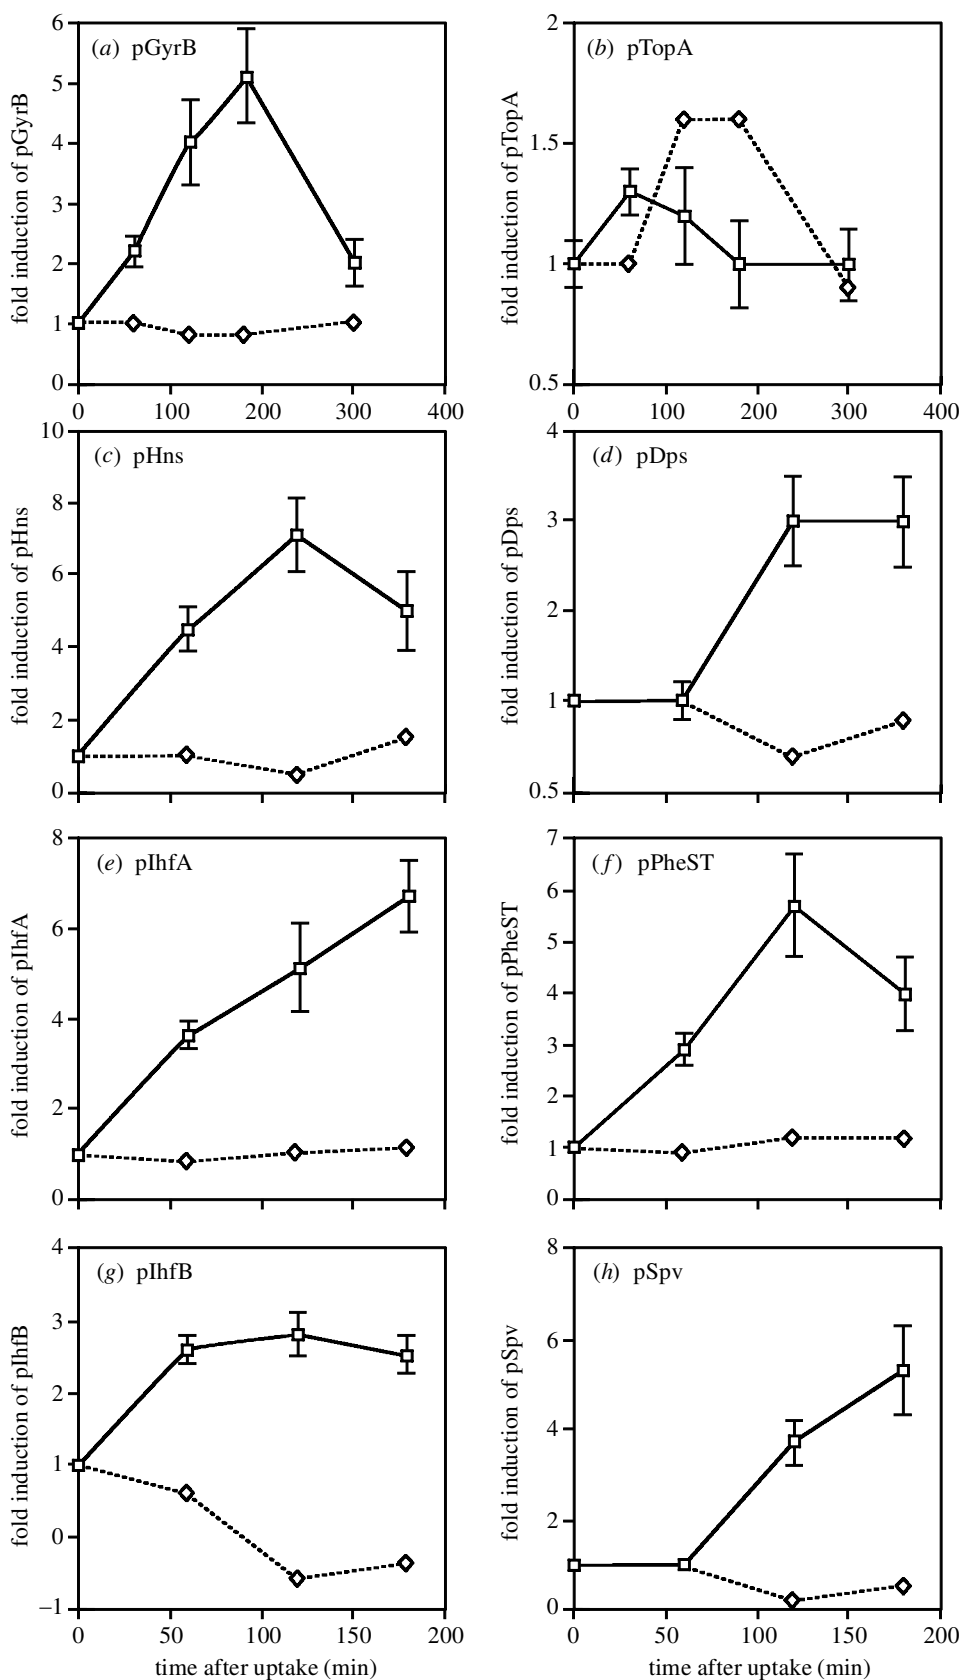 (a) pGyrB
fold induction of pGyrB
6
5
4
3
2
1
0
0 100 200 300 400
(b) pTopA
fold induction of pTopA
2
1.5
1
0.5
0 100 200 300 400
(c) pHns
fold induction of pHns
10
8
6
4
2
0
(d) pDps
fold induction of pDps
4
3
2
1
0.5
(e) pIhfA
fold induction of pIhfA
8
6
4
2
0
(f) pPheST
fold induction of pPheST
7
6
5
4
3
2
1
0
(g) pIhfB
fold induction of pIhfB
4
3
2
1
0
−1
0 50 100 150 200
time after uptake (min)
(h) pSpv
fold induction of pSpv
8
6
4
2
0
0 50 100 150 200
time after uptake (min)